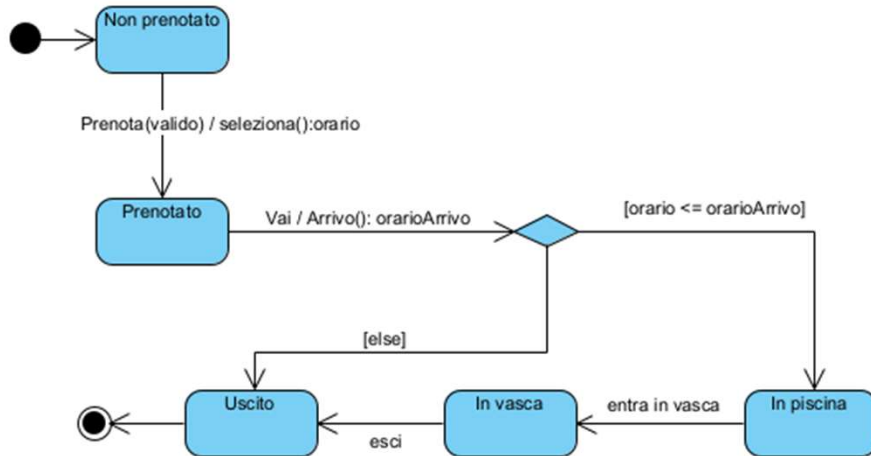 Non prenotato
Prenota(valido) / seleziona():orario
Prenotato
Vai / Arrivo(): orarioArrivo
[orario <= orarioArrivo]
[else]
Uscito
In vasca
entra in vasca
In piscina
esci